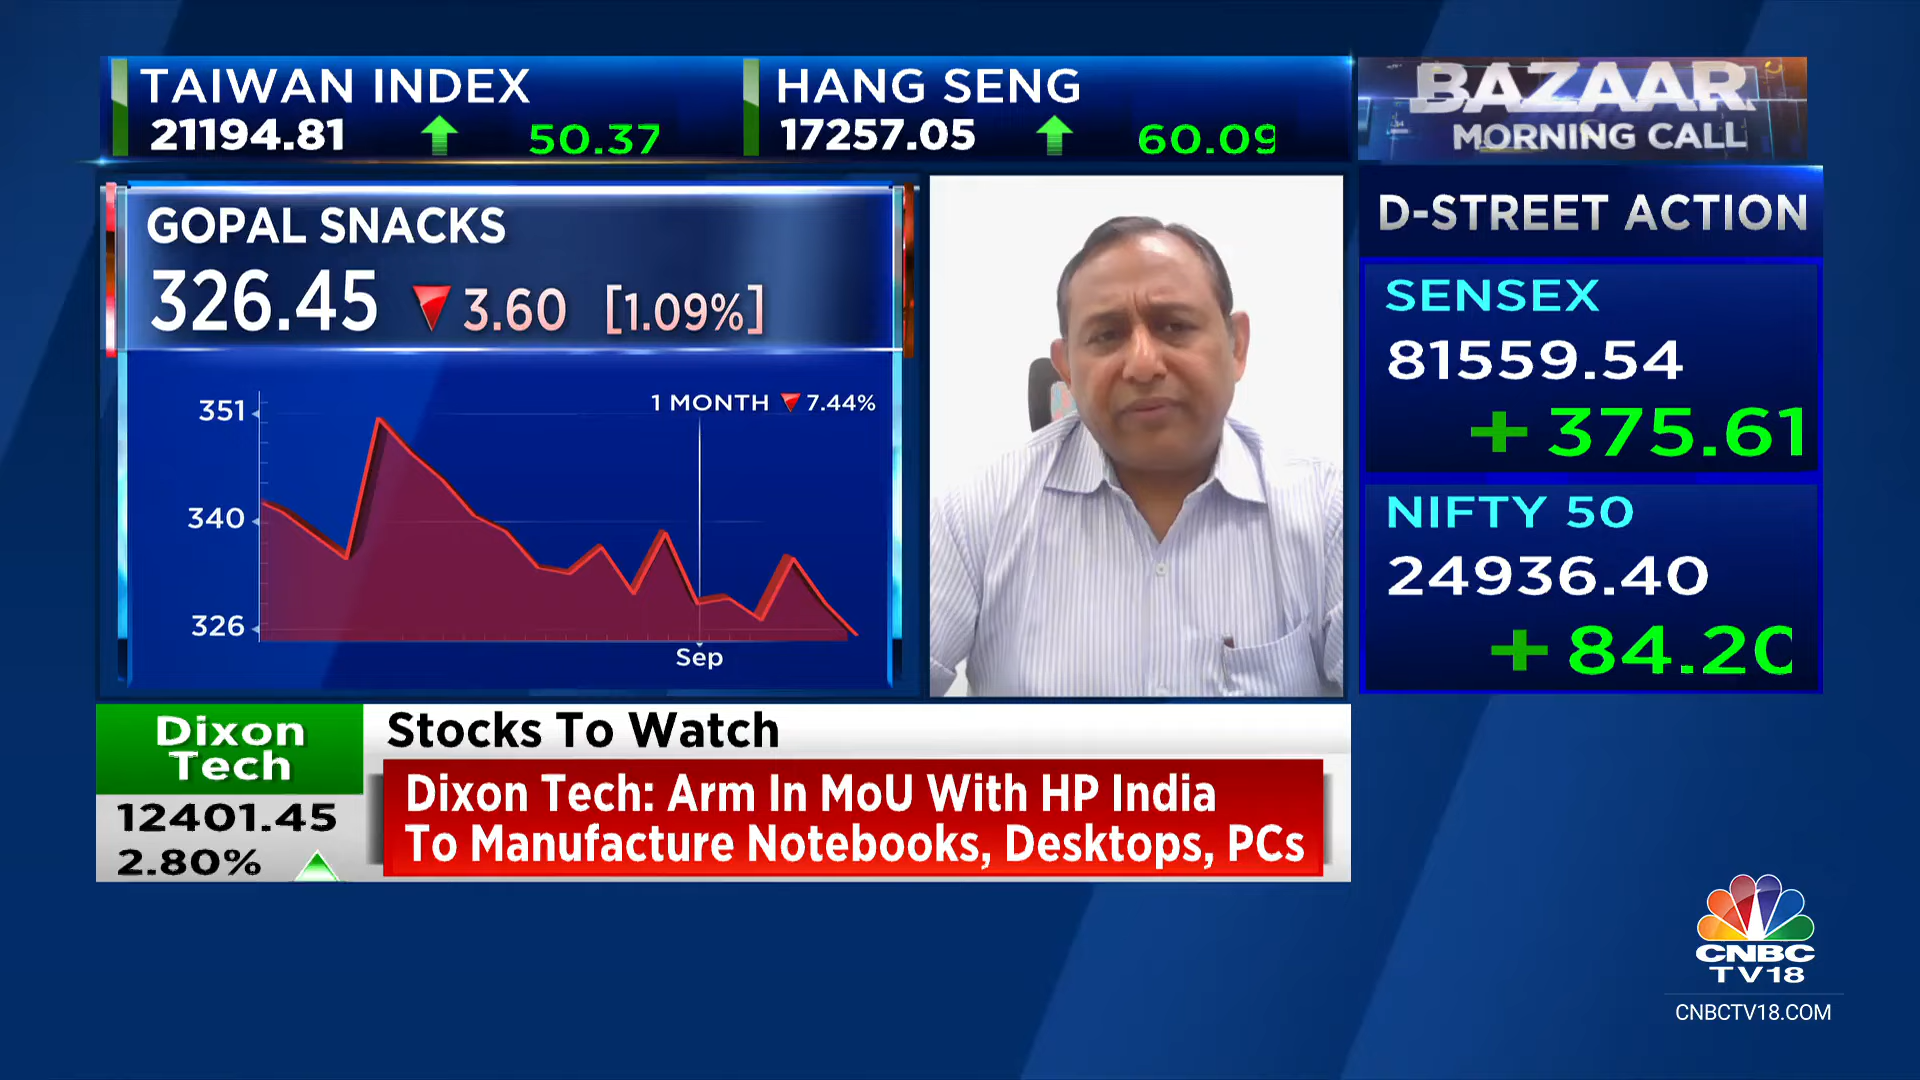 TAIWAN INDEX
21194.81 50.37
HANG SENG
17257.05 60.09
BAZAAR
MORNING CALL
GOPAL SNACKS
326.45 3.60 [1.09%]
1 MONTH 7.44%
351
340
326
Sep
D-STREET ACTION
SENSEX
81559.54
+ 375.61
NIFTY 50
24936.40
+ 84.20
Dixon
Tech
12401.45
2.80%
Stocks To Watch
Dixon Tech: Arm In MoU With HP India
To Manufacture Notebooks, Desktops, PCs
CNBC
TV18
CNBCTV18.COM